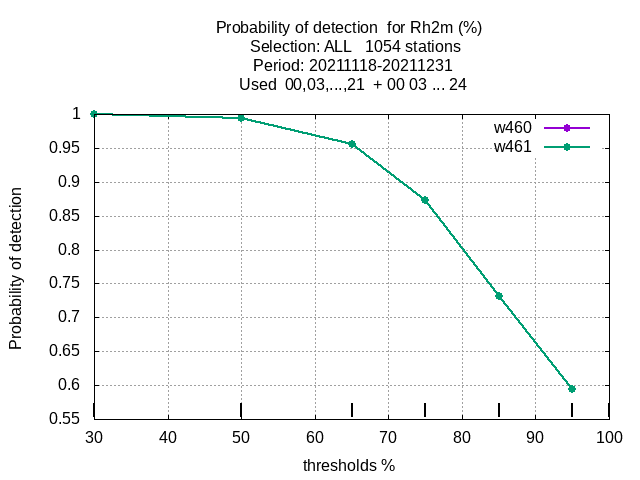 Probability of detection  for Rh2m (%)
Selection: ALL   1054 stations
Period: 20211118-20211231
Used  00,03,...,21  + 00 03 ... 24
w460
w461
1
0.95
0.9
0.85
0.8
0.75
0.7
0.65
0.6
0.55
Probability of detection
30 40 50 60 70 80 90 100
thresholds %